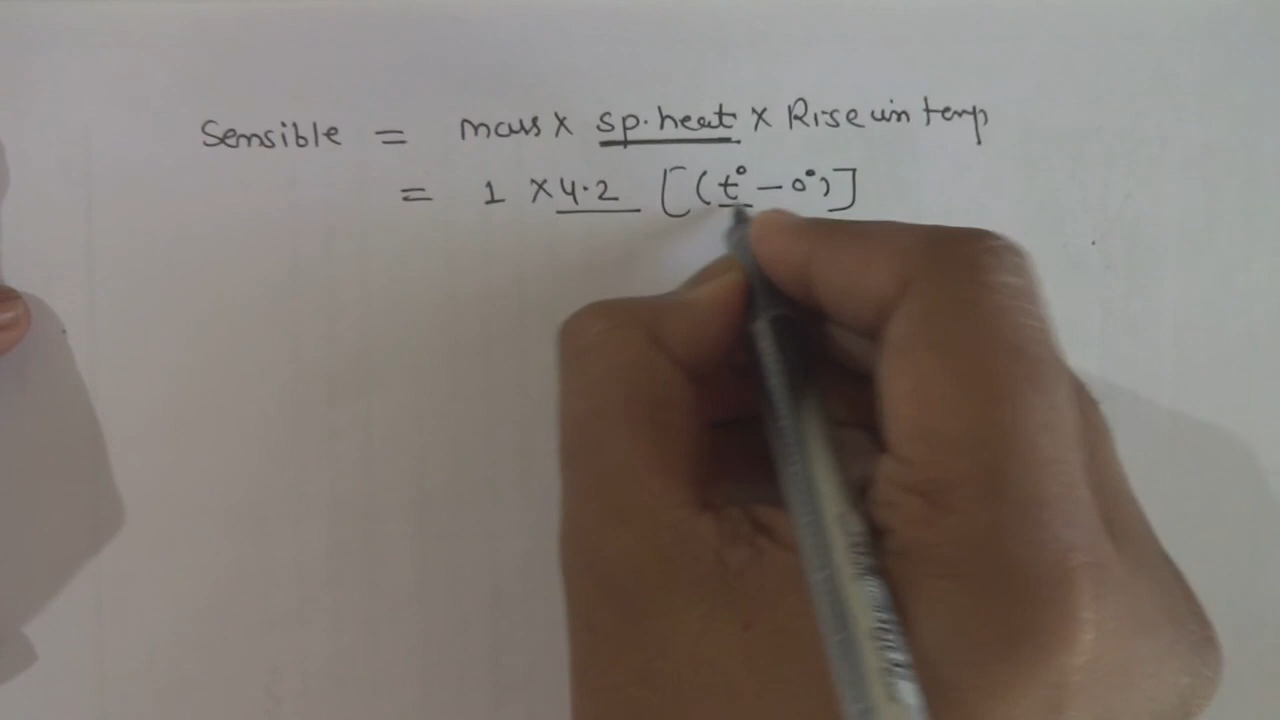 Sensible = mass x sp.heat x Rise in temp
= 1 x 4.2 [(t° - 0°)]